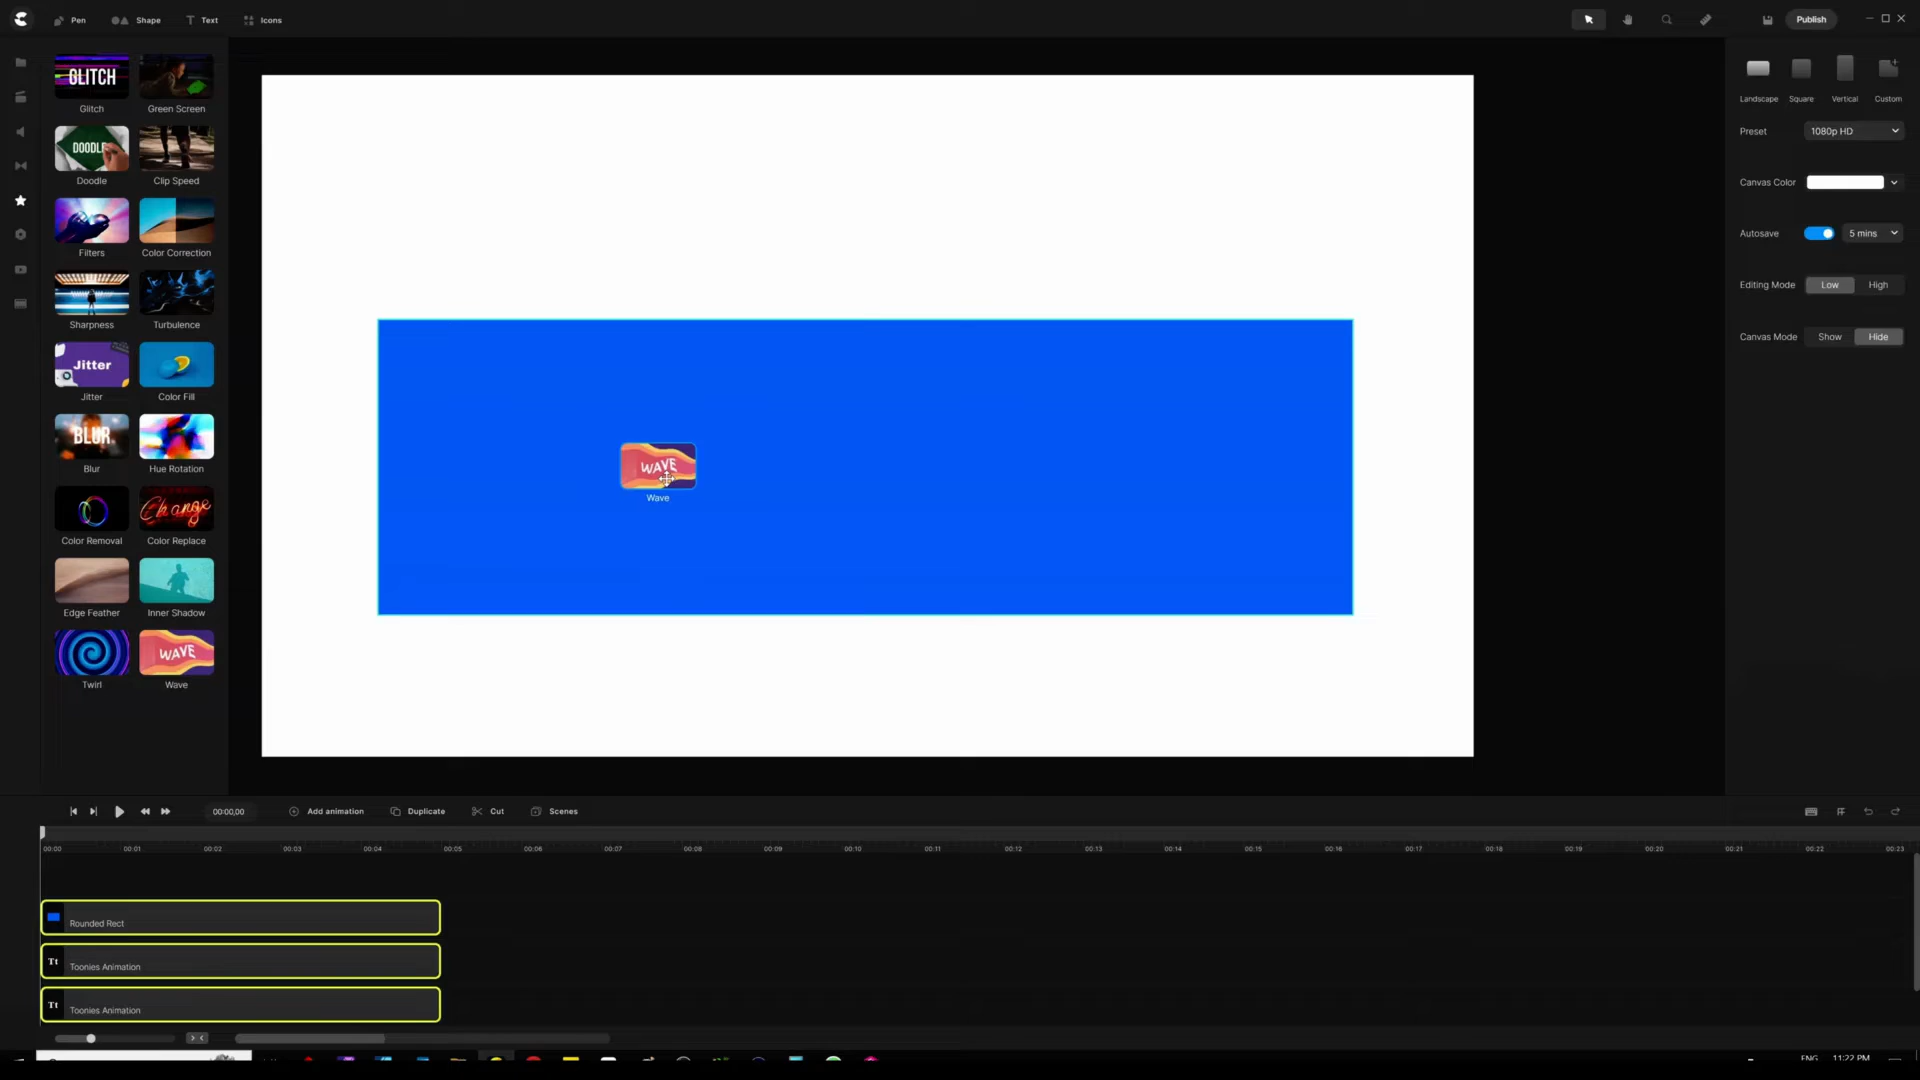 Pen Shape Text Icons Publish
GLITCH
Glitch Green Screen
DOODLE
Doodle Clip Speed
Filters Color Correction
Sharpness Turbulence
Jitter
Jitter Color Fill
BLUR
Blur Hue Rotation
Change
Color Removal Color Replace
Edge Feather Inner Shadow
WAVE
Twirl Wave
WAVE
Wave
Landscape Square Vertical Custom
Preset 1080p HD
Canvas Color
Autosave 5 mins
Editing Mode Low High
Canvas Mode Show Hide
00:00,00 Add animation Duplicate Cut Scenes
00:00 00:01 00:02 00:03 00:04 00:05 00:06 00:07 00:08 00:09 00:10 00:11 00:12 00:13 00:14 00:15 00:16 00:17 00:18 00:19 00:20 00:21 00:22 00:23
Rounded Rect
Tt Toonies Animation
Tt Toonies Animation
ENG 11:22 PM